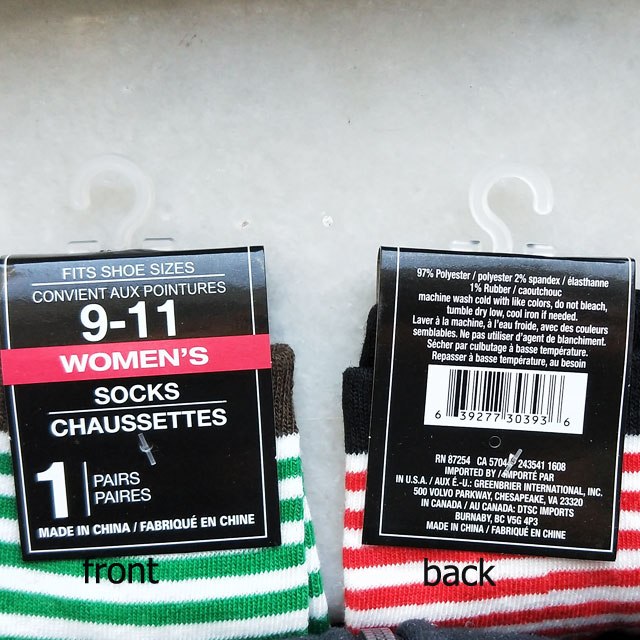 FITS SHOE SIZES
CONVIENT AUX POINTURES
9-11
WOMEN'S
SOCKS
CHAUSSETTES
1 PAIRS
PAIRES
MADE IN CHINA / FABRIQUÉ EN CHINE
front
97% Polyester / polyester 2% spandex / élasthanne
1% Rubber / caoutchouc
machine wash cold with like colors, do not bleach,
tumble dry low, cool iron if needed.
Laver à la machine, à l'eau froide, avec des couleurs
semblables. Ne pas utiliser d'agent de blanchiment.
Sécher par culbutage à basse température.
Repasser à basse température, au besoin
6 39277 30393 6
RN 87254 CA 57044 243541 1608
IMPORTED BY / IMPORTÉ PAR
IN U.S.A. / AUX É.-U.: GREENBRIER INTERNATIONAL, INC.
500 VOLVO PARKWAY, CHESAPEAKE, VA 23320
IN CANADA / AU CANADA: DTSC IMPORTS
BURNABY, BC V5G 4P3
MADE IN CHINA / FABRIQUÉ EN CHINE
back